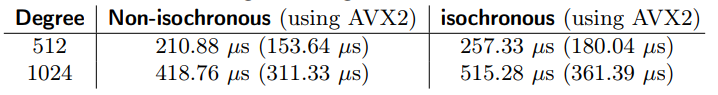 Degree Non-isochronous (using AVX2) isochronous (using AVX2)
512 210.88 μs (153.64 μs) 257.33 μs (180.04 μs)
1024 418.76 μs (311.33 μs) 515.28 μs (361.39 μs)